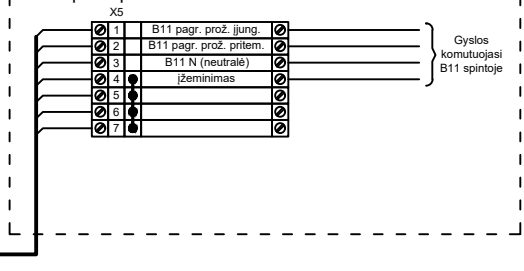 X5
1 B11 pagr. prož. įjung.
2 B11 pagr. prož. pritem.
3 B11 N (neutralė)
4 įžeminimas
5
6
7
Gyslos
komutuojasi
B11 spintoje